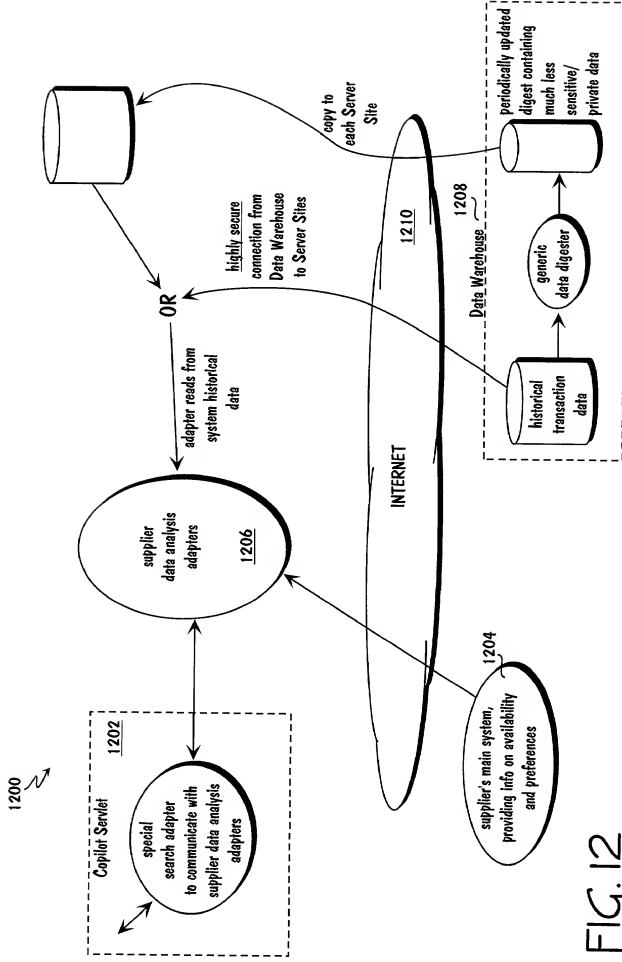 1200
Copilot Servlet
1202
special
search adapter
to communicate with
supplier data analysis
adapters
supplier
data analysis
adapters
1206
adapter reads from
system historical
data
OR
highly secure
connection from
Data Warehouse
to Server Sites
copy to
each Server
Site
INTERNET
1210
1204
supplier's main system,
providing info on availability
and preferences
Data Warehouse
1208
historical
transaction
data
generic
data digester
periodically updated
digest containing
much less
sensitive/
private data
FIG. 12